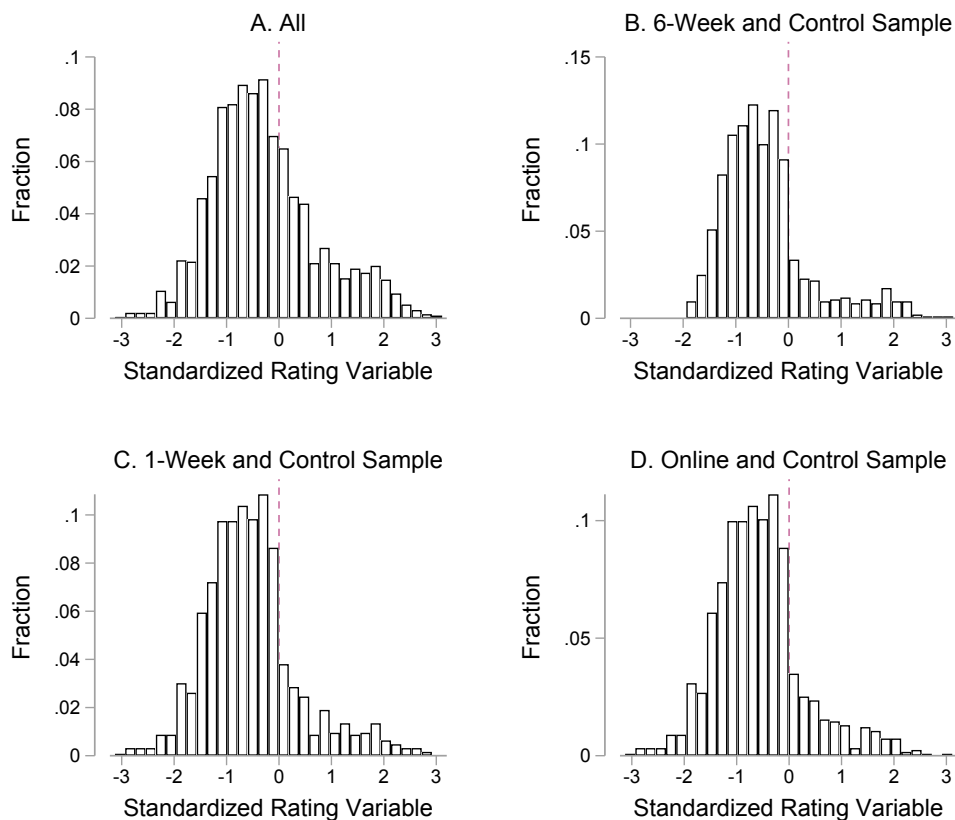 A. All
.1
.08
.06
.04
.02
0
Fraction
-3 -2 -1 0 1 2 3
Standardized Rating Variable
B. 6-Week and Control Sample
.15
.1
.05
0
Fraction
-3 -2 -1 0 1 2 3
Standardized Rating Variable
C. 1-Week and Control Sample
.1
.08
.06
.04
.02
0
Fraction
-3 -2 -1 0 1 2 3
Standardized Rating Variable
D. Online and Control Sample
.1
.05
0
Fraction
-3 -2 -1 0 1 2 3
Standardized Rating Variable